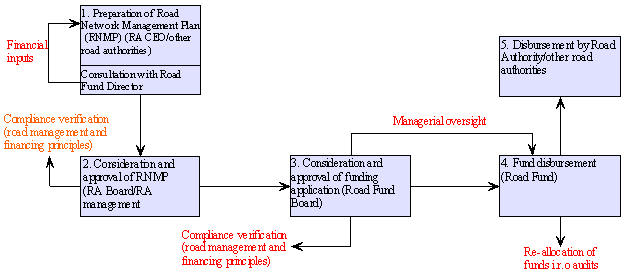 1. Preparation of Road
Network Management Plan
(RNMP) (RA CEO/other
road authorities)
Consultation with Road
Fund Director
Financial
inputs
5. Disbursement by Road
Authority/other road
authorities
Compliance verification
(road management and
financing principles)
Managerial oversight
2. Consideration and
approval of RNMP
(RA Board/RA
management
3. Consideration and
approval of funding
application (Road Fund
Board)
4. Fund disbursement
(Road Fund)
Compliance verification
(road management and
financing principles)
Re-allocation of
funds i.r.o audits